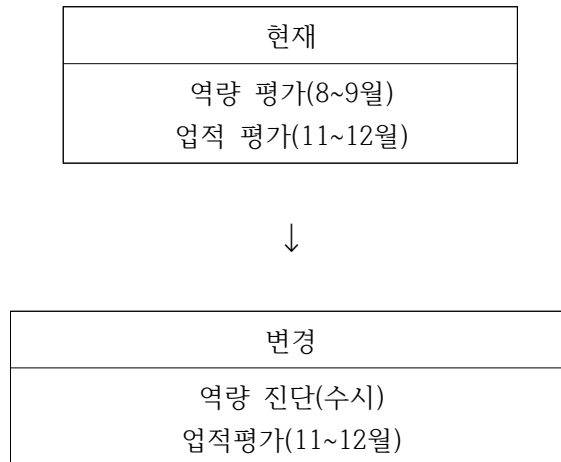 현재
역량 평가(8~9월)
업적 평가(11~12월)
↓
변경
역량 진단(수시)
업적평가(11~12월)